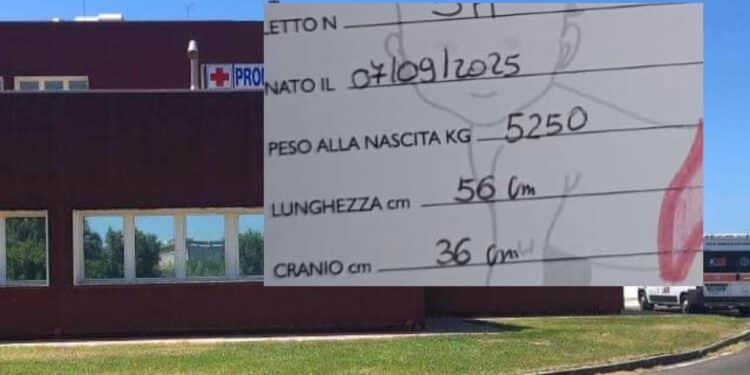 PRO
LETTO N
NATO IL 07/09/2025
PESO ALLA NASCITA KG 5250
LUNGHEZZA cm 56 cm
CRANIO cm 36 cm